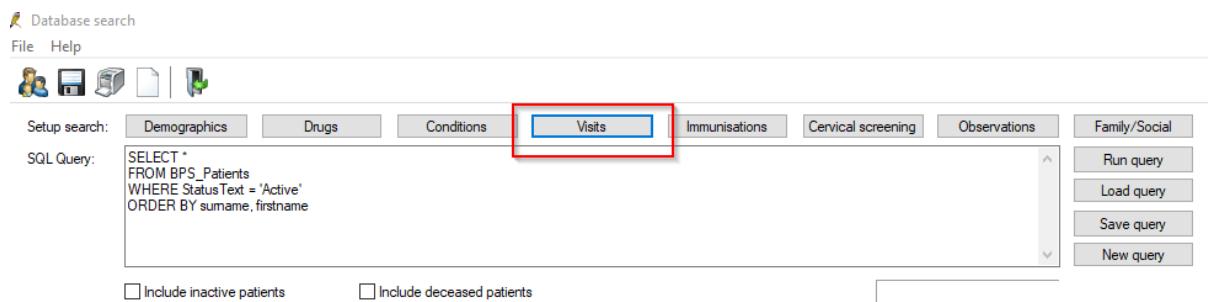 Database search
File Help
Setup search: Demographics Drugs Conditions Visits Immunisations Cervical screening Observations Family/Social
SQL Query: SELECT *
FROM BPS_Patients
WHERE StatusText = 'Active'
ORDER BY surname, firstname
Run query
Load query
Save query
New query
Include inactive patients Include deceased patients